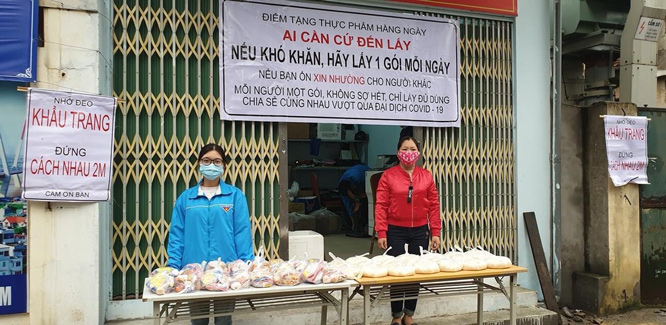 ĐIỂM TẶNG THỰC PHẨM HÀNG NGÀY
AI CẦN CỨ ĐẾN LẤY
NẾU KHÓ KHĂN, HÃY LẤY 1 GÓI MỖI NGÀY
NẾU BẠN ỔN XIN NHƯỜNG CHO NGƯỜI KHÁC
MỖI NGƯỜI MỘT GÓI, KHÔNG SỢ HẾT, CHỈ LẤY ĐỦ DÙNG
CHIA SẺ CÙNG NHAU VƯỢT QUA ĐẠI DỊCH COVID - 19
NHỚ ĐEO
KHẨU TRANG
ĐỨNG
CÁCH NHAU 2M
CẢM ƠN BẠN
NHỚ ĐEO
KHẨU TRANG
ĐỨNG
CÁCH NHAU 2M